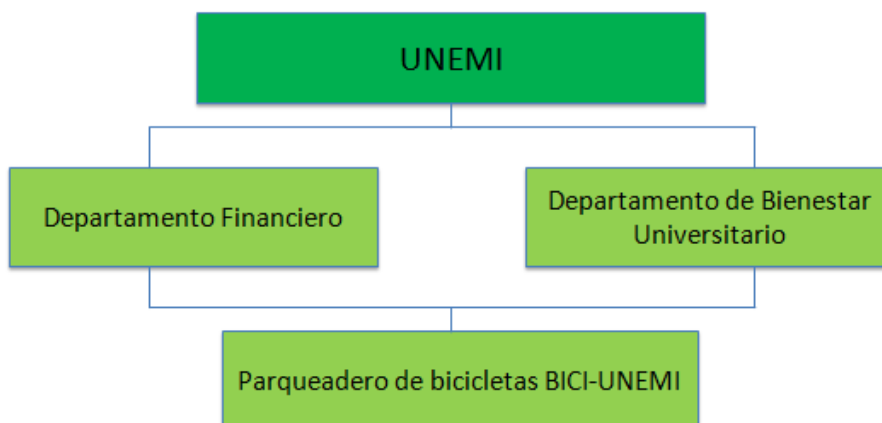 UNEMI
Departamento Financiero
Departamento de Bienestar
Universitario
Parqueadero de bicicletas BICI-UNEMI